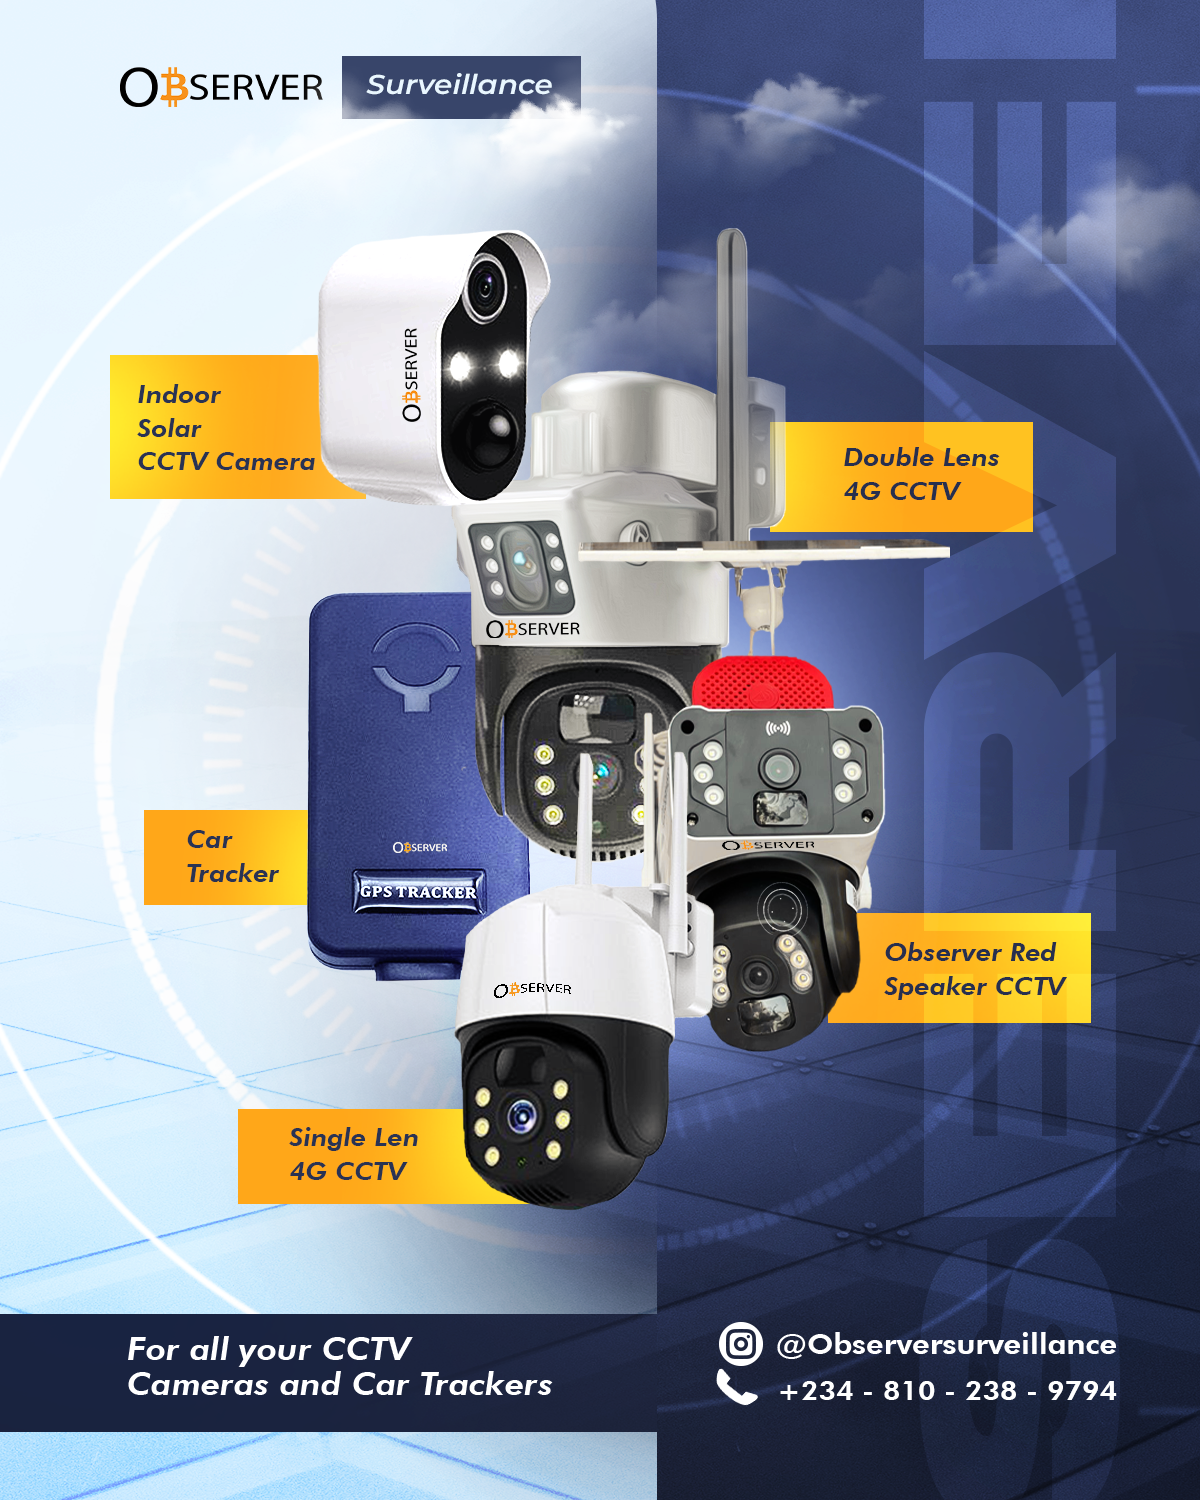 OBSERVER Surveillance
OBSERVER
Indoor
Solar
CCTV Camera
Double Lens
4G CCTV
OBSERVER
Car
Tracker
OBSERVER
GPS TRACKER
OBSERVER
Observer Red
Speaker CCTV
OBSERVER
Single Len
4G CCTV
For all your CCTV
Cameras and Car Trackers
@Observersurveillance
+234 - 810 - 238 - 9794